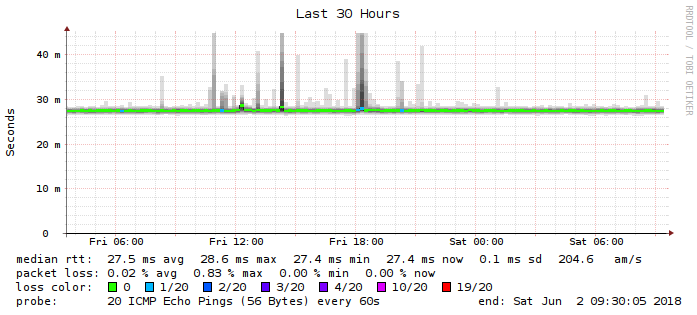 Last 30 Hours
RRDTOOL / TOBI OETIKER
Seconds
40 m
30 m
20 m
10 m
0
Fri 06:00 Fri 12:00 Fri 18:00 Sat 00:00 Sat 06:00
median rtt: 27.5 ms avg 28.6 ms max 27.4 ms min 27.4 ms now 0.1 ms sd 204.6 am/s
packet loss: 0.02 % avg 0.83 % max 0.00 % min 0.00 % now
loss color: 0 1/20 2/20 3/20 4/20 10/20 19/20
probe: 20 ICMP Echo Pings (56 Bytes) every 60s end: Sat Jun 2 09:30:05 2018